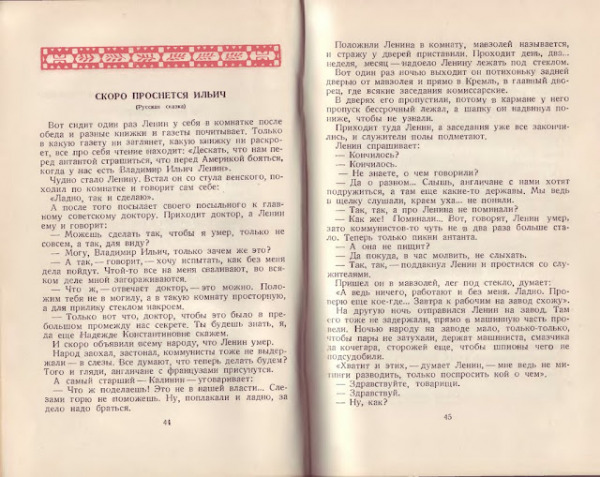 СКОРО ПРОСНЕТСЯ ИЛЬИЧ
(Русская сказка)
Вот сидит один раз Ленин у себя в комнатке после
обеда и разные книжки и газеты почитывает. Только
в какую газету ни заглянет, какую книжку ни раскро-
ет, все про себя чтение находит: «Дескать, что нам пе-
ред антантой страшиться, что перед Америкой бояться,
когда у нас есть Владимир Ильич Ленин».
Чудно стало Ленину. Встал он со стула венского, по-
ходил по комнатке и говорит сам себе:
«Ладно, так и сделаю».
А после того посылает своего посыльного к глав-
ному советскому доктору. Приходит доктор, а Ленин
ему и говорит:
— Можешь сделать так, чтобы я умер, только не
совсем, а так, для виду?
— Могу, Владимир Ильич, только зачем же это?
— А так, — говорит, — хочу испытать, как без меня
дела пойдут. Чтой-то все на меня сваливают, во вся-
ком деле мной загораживаются.
— Что ж, — отвечает доктор, — это можно. Поло-
жим тебя не в могилу, а в такую комнату просторную,
а для прилику стеклом накроем.
— Только вот что, доктор, чтобы это было в пре-
большом промежду нас секрете. Ты будешь знать, я,
да еще Надежде Константиновне скажем.
И скоро объявили всему народу, что Ленин умер.
Народ завохал, застонал, коммунисты тоже не выдер-
жали — в слезы. Все думают, что теперь делать будем?
Того и гляди, англичане с французами присунутся.
А самый старший — Калинин — уговаривает:
— Что ж поделаешь! Это не в нашей власти... Сле-
зами горю не поможешь. Ну, поплакали и ладно, за
дело надо браться.
44
Положили Ленина в комнату, мавзолей называется,
и стражу у дверей приставили. Проходит день, два...
неделя, месяц — надоело Ленину лежать под стеклом.
Вот один раз ночью выходит он потихоньку задней
дверью от мавзолея и прямо в Кремль, в главный дво-
рец, где всякие заседания комиссарские.
В дверях его пропустили, потому в кармане у него
пропуск бессрочный лежал, а шапку он надвинул по-
ниже, чтобы не узнали.
Приходит туда Ленин, а заседания уже все закончи-
лись, и служители полы подметают.
Ленин спрашивает:
— Кончилось?
— Кончилось.
— Не знаете, о чем говорили?
— Да о разном... Слышь, англичане с нами хотят
подружиться, а там еще какие-то державы. Мы ведь
в щелку слушали, краем уха... не поняли.
— Так, так, а про Ленина не поминали?
— Как же! Поминали... Вот, говорят, Ленин умер,
зато коммунистов-то чуть не в два раза больше ста-
ло. Теперь только пикни антанта.
— А она не пищит?
— Да покуда, в час молвить, не слыхать.
— Так, так, — поддакнул Ленин и простился со слу-
жителями.
Пришел он в мавзолей, лег под стекло, думает:
«А ведь ничего, работают и без меня. Ладно. Прове-
рю еще кое-где... Завтра к рабочим на завод схожу».
На другую ночь отправился Ленин на завод. Там
его тоже не задержали, прямо в машинную часть про-
вели. Ночью народу на заводе мало, только-только,
чтобы пары не затухали, держат машиниста, смазчика
да кочегара, сторожей еще, чтобы шпиены чего не
подсудобили.
«Хватит и этих, — думает Ленин, — мне ведь не ми-
тинги разводить, только поспросить кой о чем».
— Здравствуйте, товарищи.
— Здравствуй.
— Ну, как?
45